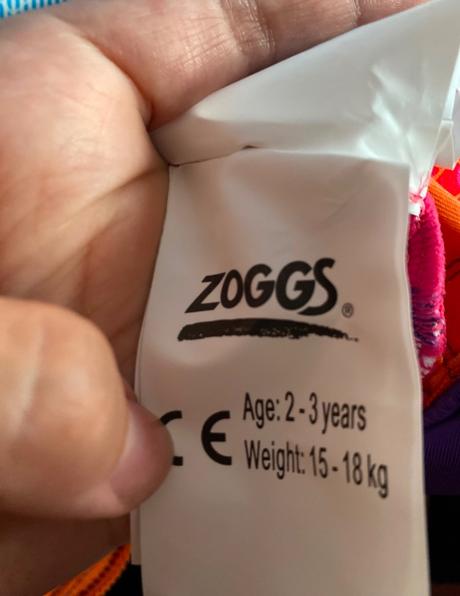 ZOGGS®
CE Age: 2 - 3 years
Weight: 15 - 18 kg